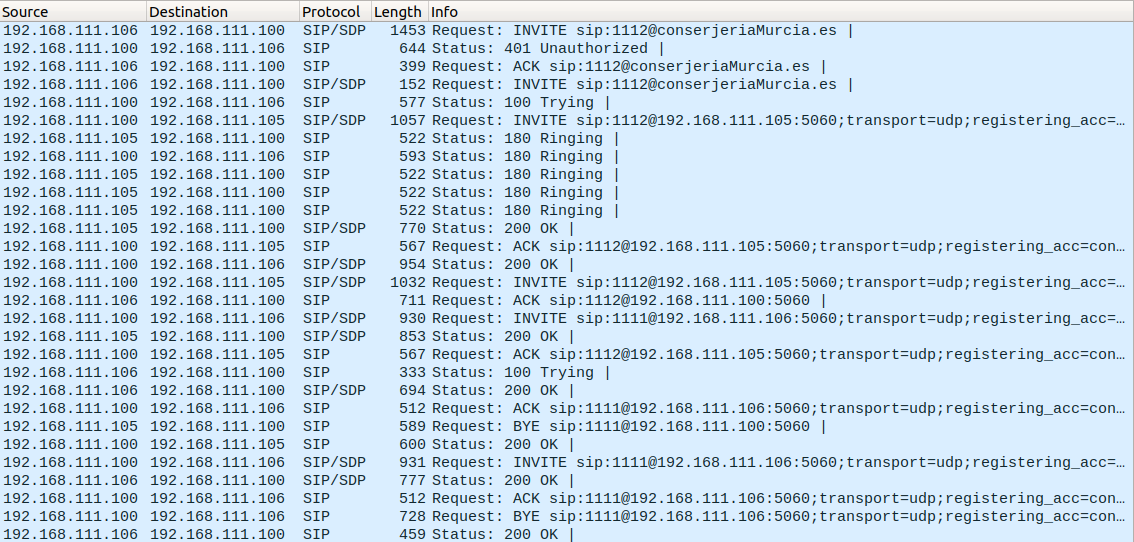 Source Destination Protocol Length Info
192.168.111.106 192.168.111.100 SIP/SDP 1453 Request: INVITE sip:1112@conserjeriaMurcia.es |
192.168.111.100 192.168.111.106 SIP 644 Status: 401 Unauthorized |
192.168.111.106 192.168.111.100 SIP 399 Request: ACK sip:1112@conserjeriaMurcia.es |
192.168.111.106 192.168.111.100 SIP/SDP 152 Request: INVITE sip:1112@conserjeriaMurcia.es |
192.168.111.100 192.168.111.106 SIP 577 Status: 100 Trying |
192.168.111.100 192.168.111.105 SIP/SDP 1057 Request: INVITE sip:1112@192.168.111.105:5060;transport=udp;registering_acc=…
192.168.111.105 192.168.111.100 SIP 522 Status: 180 Ringing |
192.168.111.100 192.168.111.106 SIP 593 Status: 180 Ringing |
192.168.111.105 192.168.111.100 SIP 522 Status: 180 Ringing |
192.168.111.105 192.168.111.100 SIP 522 Status: 180 Ringing |
192.168.111.105 192.168.111.100 SIP 522 Status: 180 Ringing |
192.168.111.105 192.168.111.100 SIP/SDP 770 Status: 200 OK |
192.168.111.100 192.168.111.105 SIP 567 Request: ACK sip:1112@192.168.111.105:5060;transport=udp;registering_acc=con…
192.168.111.100 192.168.111.106 SIP/SDP 954 Status: 200 OK |
192.168.111.100 192.168.111.105 SIP/SDP 1032 Request: INVITE sip:1112@192.168.111.105:5060;transport=udp;registering_acc=…
192.168.111.106 192.168.111.100 SIP 711 Request: ACK sip:1112@192.168.111.100:5060 |
192.168.111.100 192.168.111.106 SIP/SDP 930 Request: INVITE sip:1111@192.168.111.106:5060;transport=udp;registering_acc=…
192.168.111.105 192.168.111.100 SIP/SDP 853 Status: 200 OK |
192.168.111.100 192.168.111.105 SIP 567 Request: ACK sip:1112@192.168.111.105:5060;transport=udp;registering_acc=con…
192.168.111.106 192.168.111.100 SIP 333 Status: 100 Trying |
192.168.111.106 192.168.111.100 SIP/SDP 694 Status: 200 OK |
192.168.111.100 192.168.111.106 SIP 512 Request: ACK sip:1111@192.168.111.106:5060;transport=udp;registering_acc=con…
192.168.111.105 192.168.111.100 SIP 589 Request: BYE sip:1111@192.168.111.100:5060 |
192.168.111.100 192.168.111.105 SIP 600 Status: 200 OK |
192.168.111.100 192.168.111.106 SIP/SDP 931 Request: INVITE sip:1111@192.168.111.106:5060;transport=udp;registering_acc=…
192.168.111.106 192.168.111.100 SIP/SDP 777 Status: 200 OK |
192.168.111.100 192.168.111.106 SIP 512 Request: ACK sip:1111@192.168.111.106:5060;transport=udp;registering_acc=con…
192.168.111.100 192.168.111.106 SIP 728 Request: BYE sip:1111@192.168.111.106:5060;transport=udp;registering_acc=con…
192.168.111.106 192.168.111.100 SIP 459 Status: 200 OK |